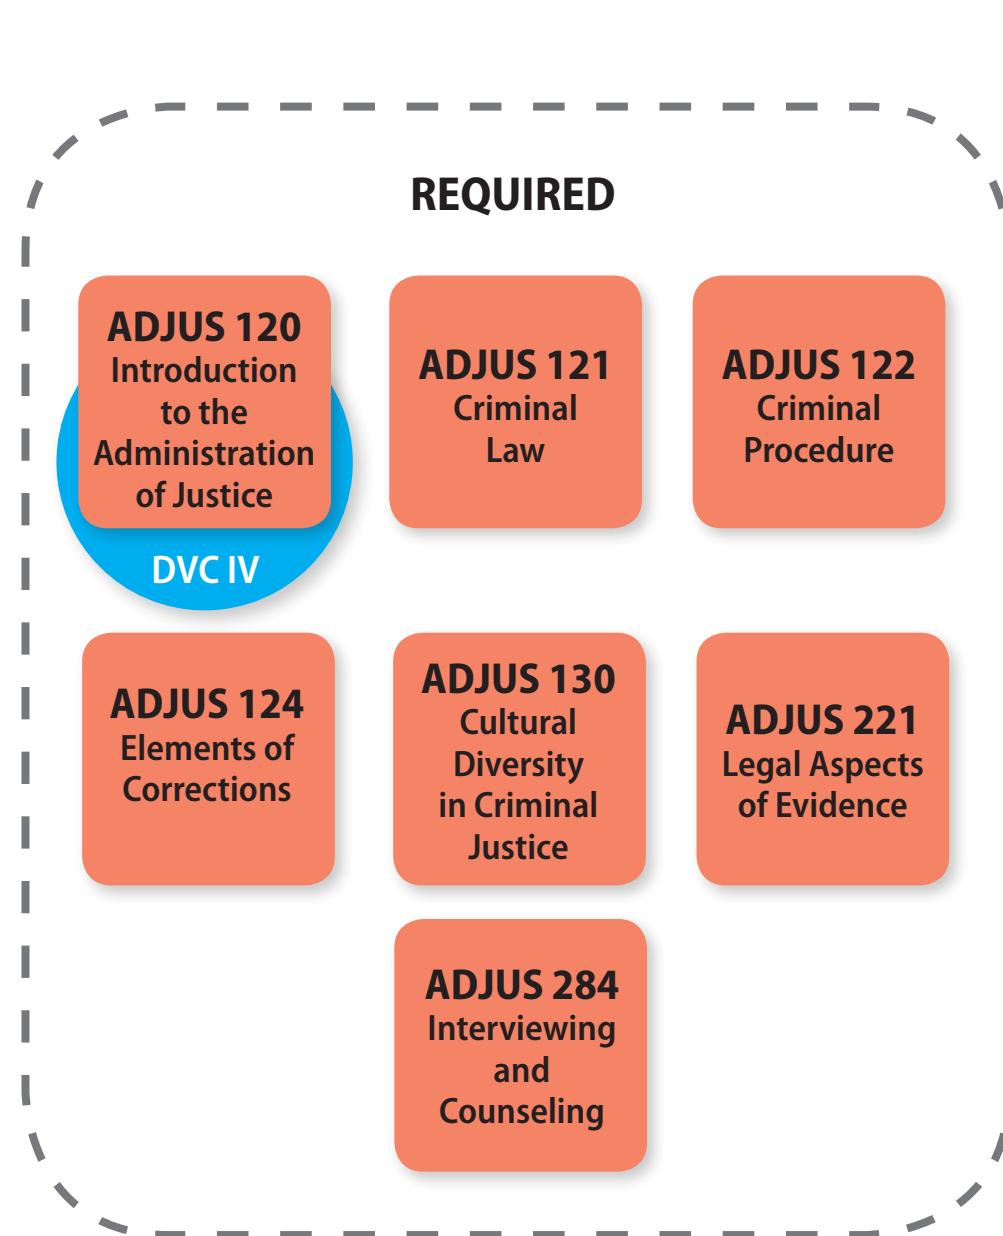 REQUIRED
ADJUS 120
Introduction
to the
Administration
of Justice
DVC IV
ADJUS 121
Criminal
Law
ADJUS 122
Criminal
Procedure
ADJUS 124
Elements of
Corrections
ADJUS 130
Cultural
Diversity
in Criminal
Justice
ADJUS 221
Legal Aspects
of Evidence
ADJUS 284
Interviewing
and
Counseling